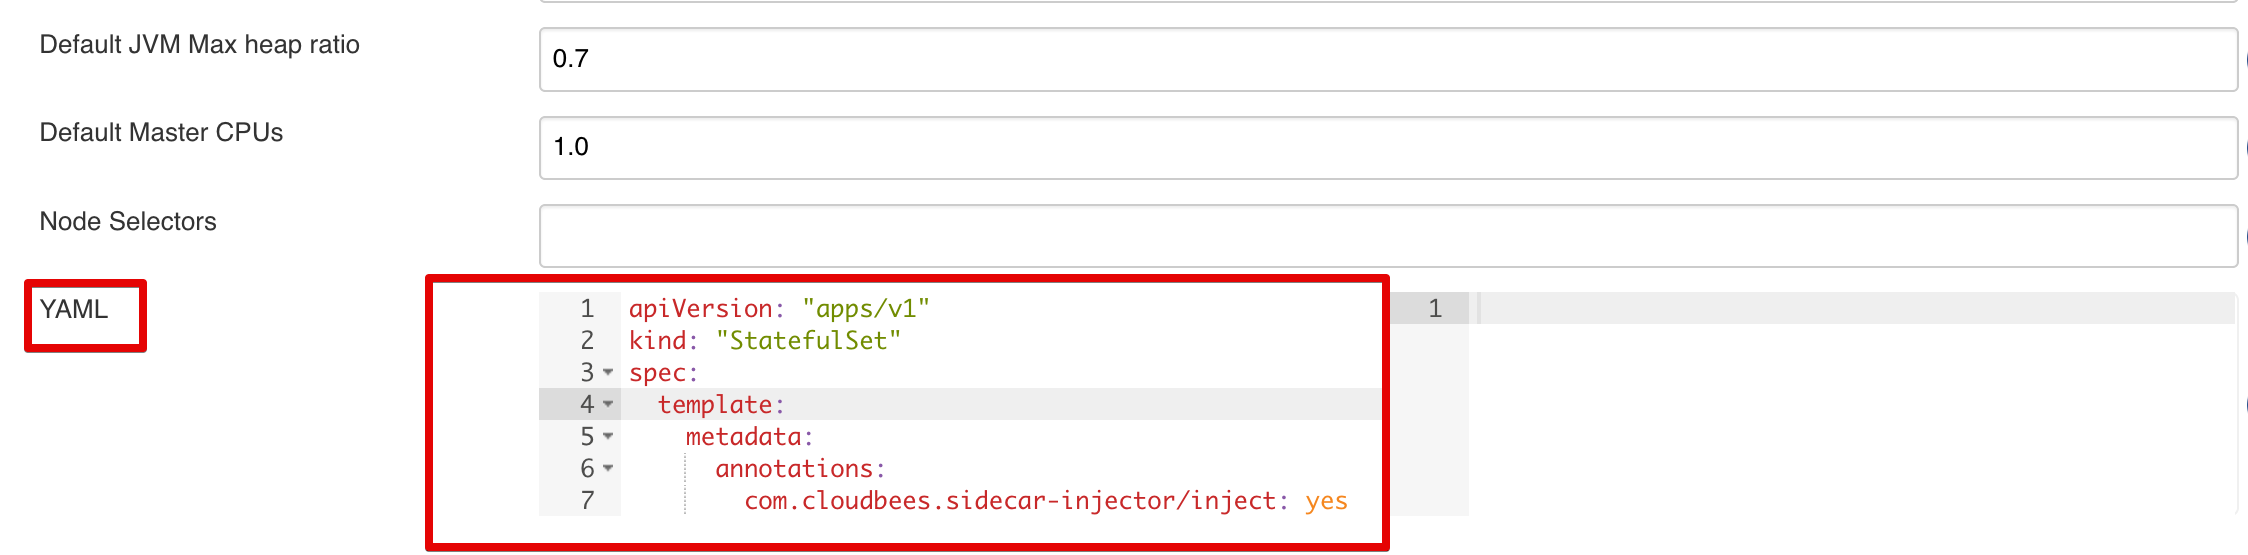 Default JVM Max heap ratio
0.7
Default Master CPUs
1.0
Node Selectors
YAML
1 apiVersion: "apps/v1"
2 kind: "StatefulSet"
3 spec:
4 template:
5 metadata:
6 annotations:
7 com.cloudbees.sidecar-injector/inject: yes
1